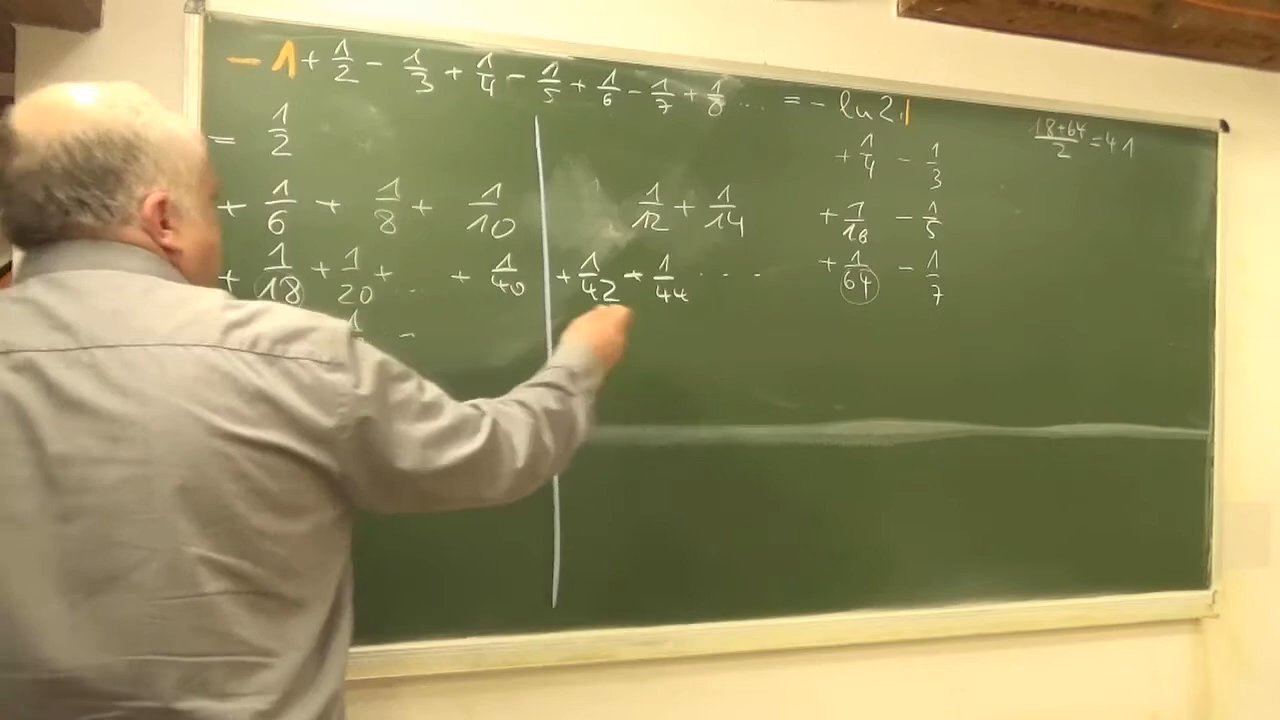 -1 + 1/2 - 1/3 + 1/4 - 1/5 + 1/6 - 1/7 + 1/8 ... = - ln 2
18+64/2 = 41
= 1/2 + 1/4 - 1/3
+ 1/6 + 1/8 + 1/10 1/12 + 1/14 + 1/16 - 1/5
+ 1/18 + 1/20 + ... + 1/40 + 1/42 + 1/44 ... + 1/64 - 1/7